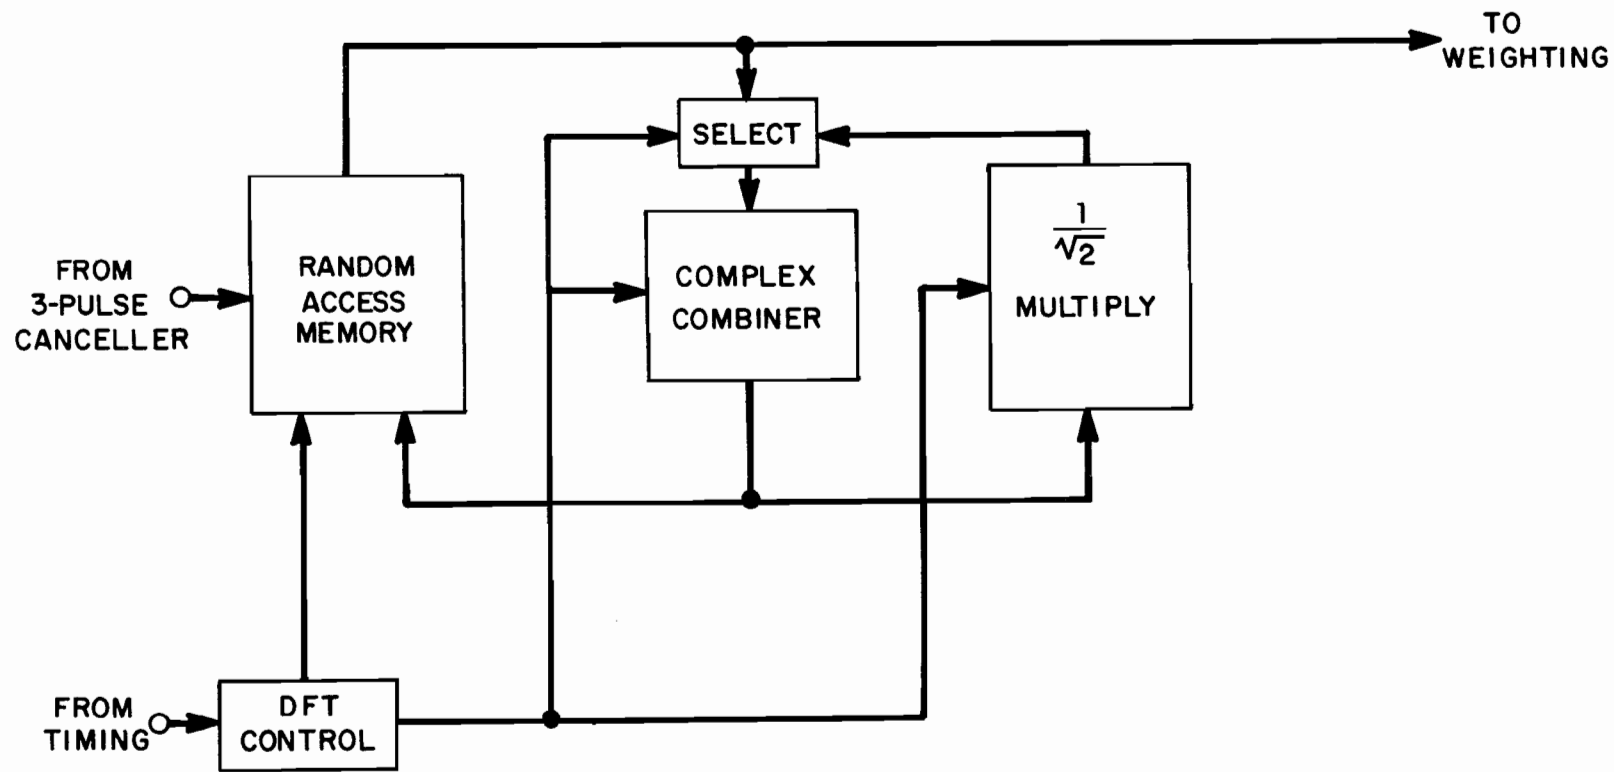 TO
WEIGHTING
SELECT
1
√2
MULTIPLY
RANDOM
ACCESS
MEMORY
COMPLEX
COMBINER
FROM
3-PULSE
CANCELLER
FROM
TIMING
DFT
CONTROL